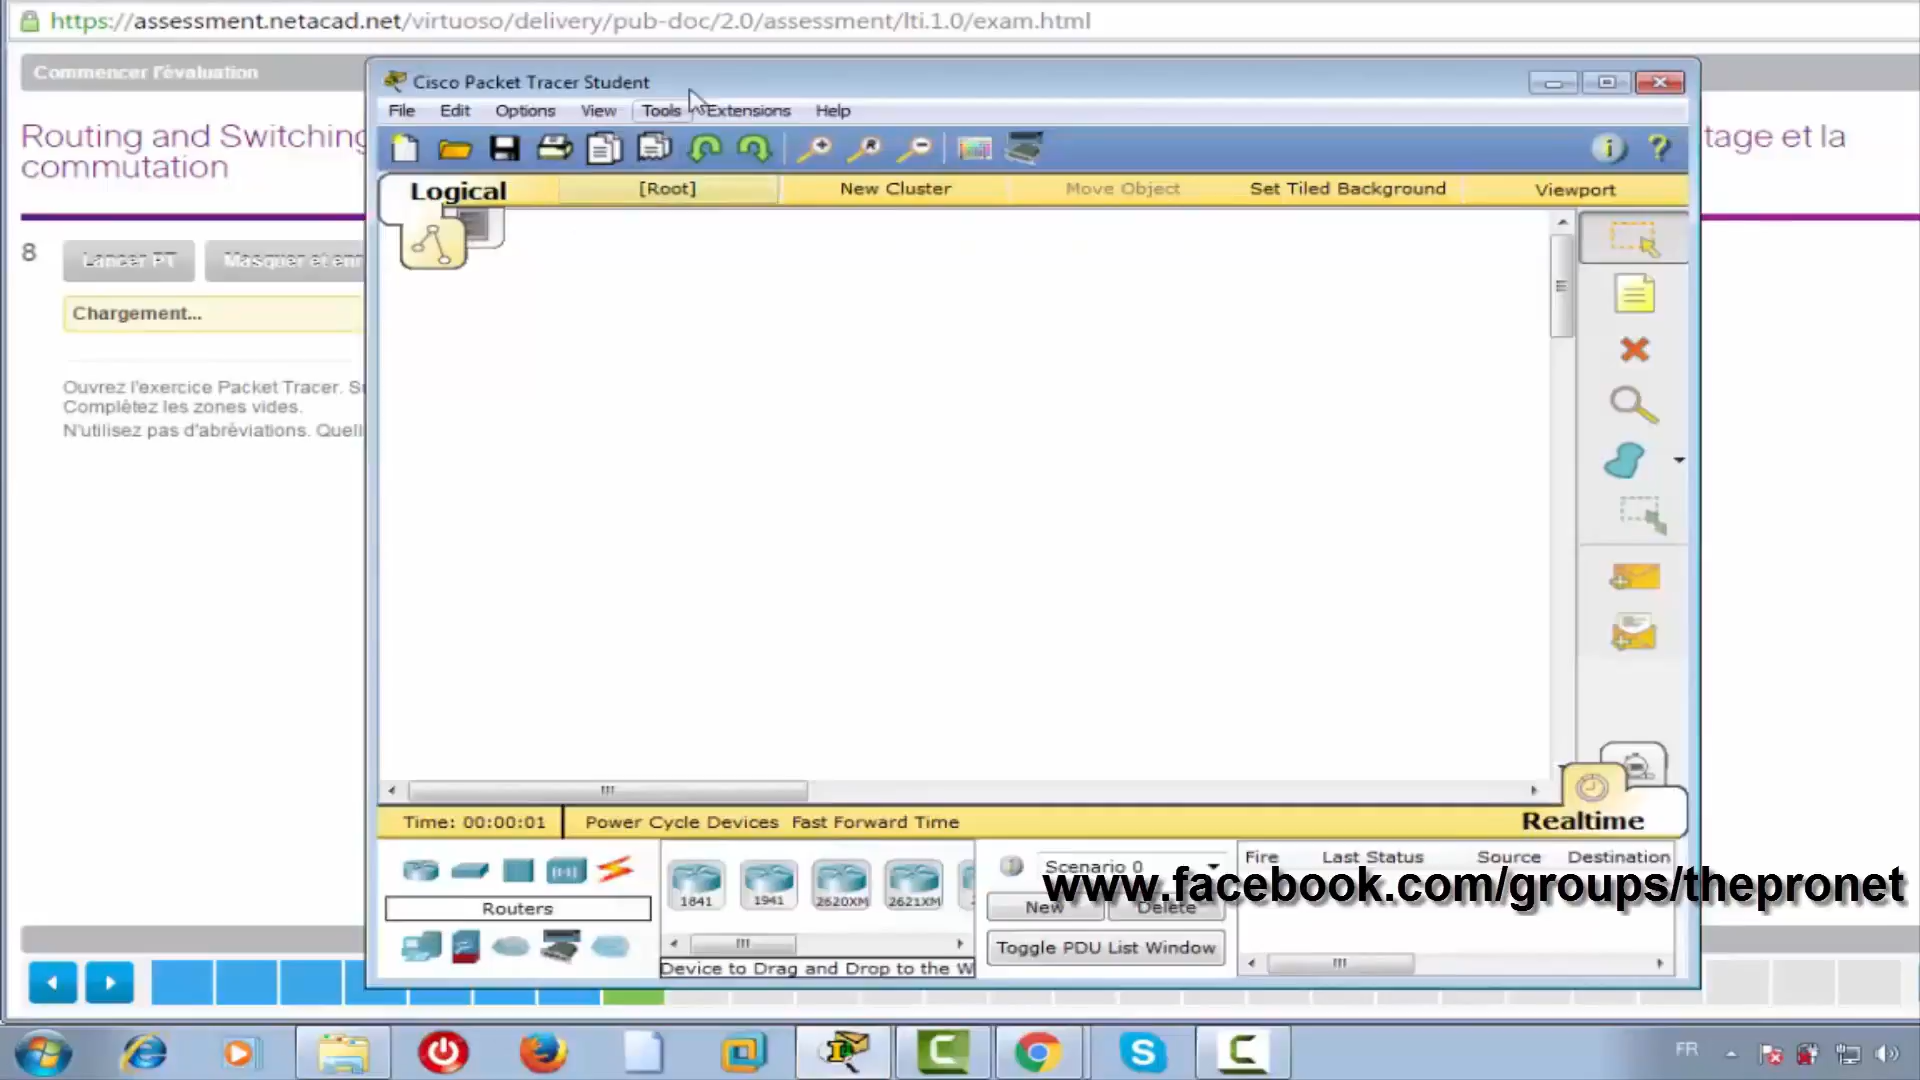 https://assessment.netacad.net/virtuoso/delivery/pub-doc/2.0/assessment/lti.1.0/exam.html
Commencer l'évaluation
Cisco Packet Tracer Student
File Edit Options View Tools Extensions Help
Routing and Switching
tage et la
commutation
Logical [Root] New Cluster Move Object Set Tiled Background Viewport
8
Lancer PT
Masquer et enr
Chargement...
Ouvrez l'exercice Packet Tracer.
Complétez les zones vides.
N'utilisez pas d'abréviations. Quell
Time: 00:00:01 Power Cycle Devices Fast Forward Time
Realtime
Routers
1841 1941 2620XM 2621XM
Device to Drag and Drop to the W
Scenario 0
New Delete
Toggle PDU List Window
Fire Last Status Source Destination
www.facebook.com/groups/thepronet
FR